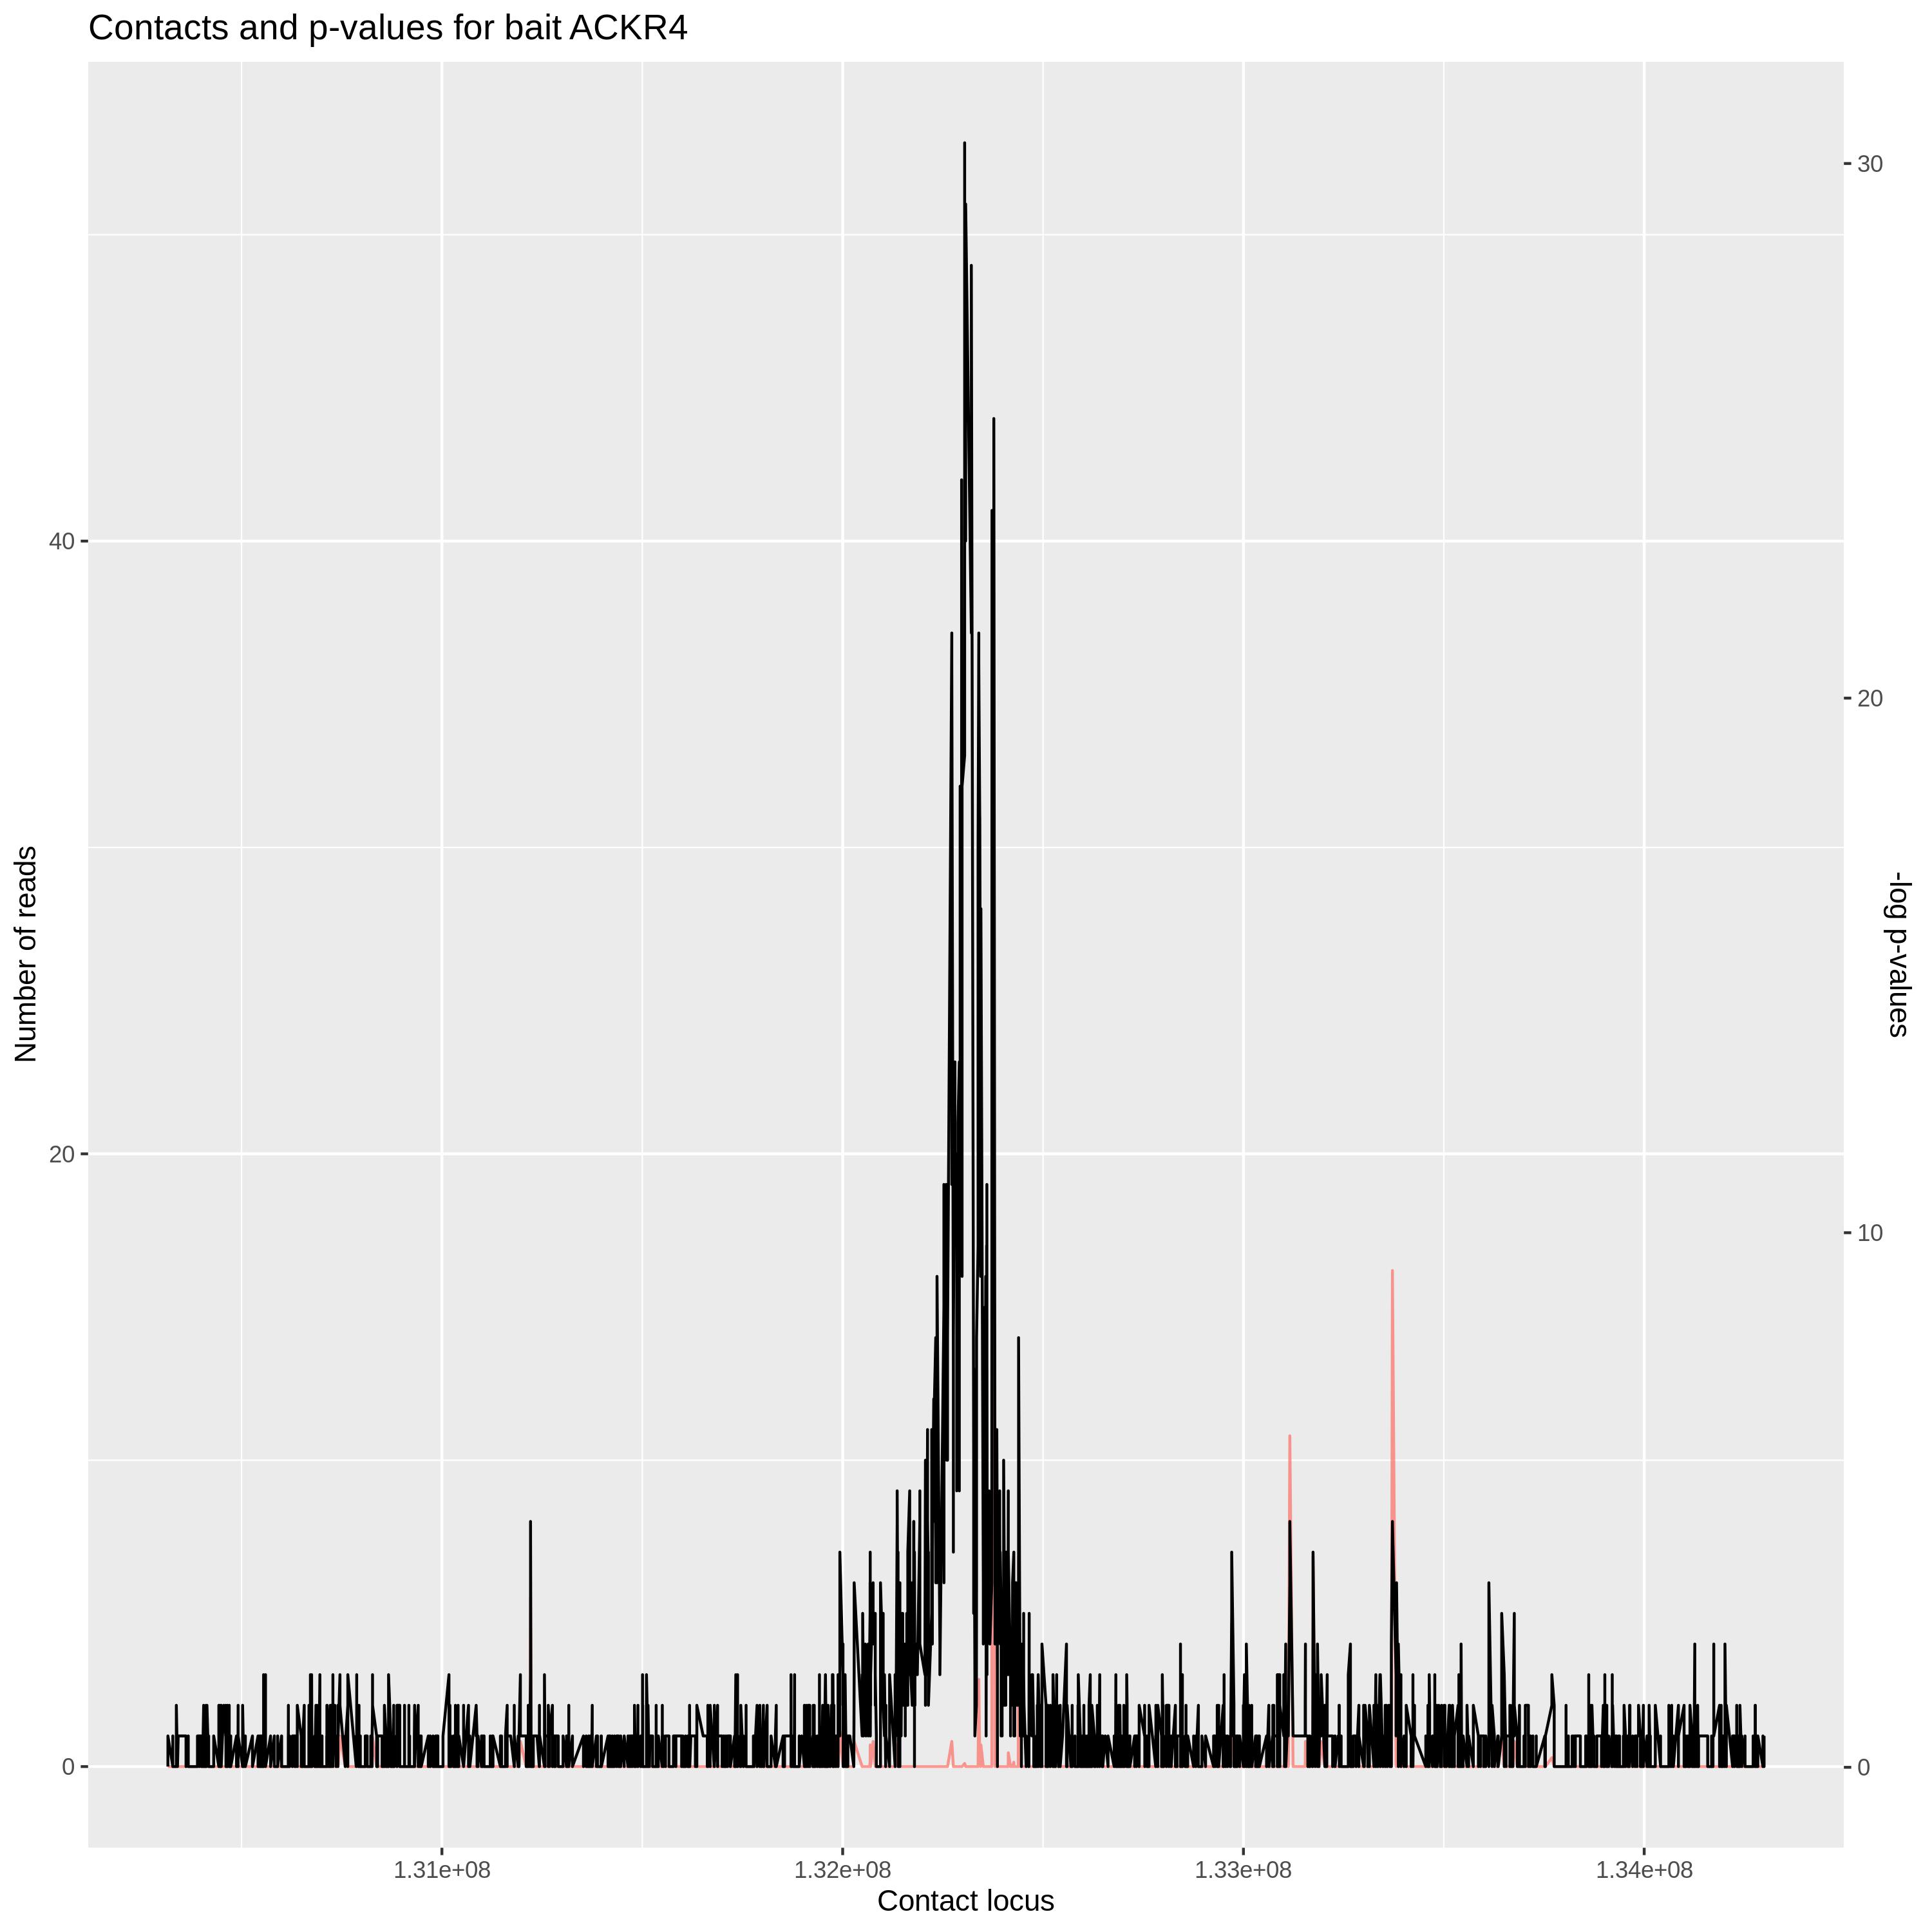 Contacts and p-values for bait ACKR4
30
40
20
Number of reads
-log p-values
20
10
0
0
1.31e+08
1.32e+08
1.33e+08
1.34e+08
Contact locus